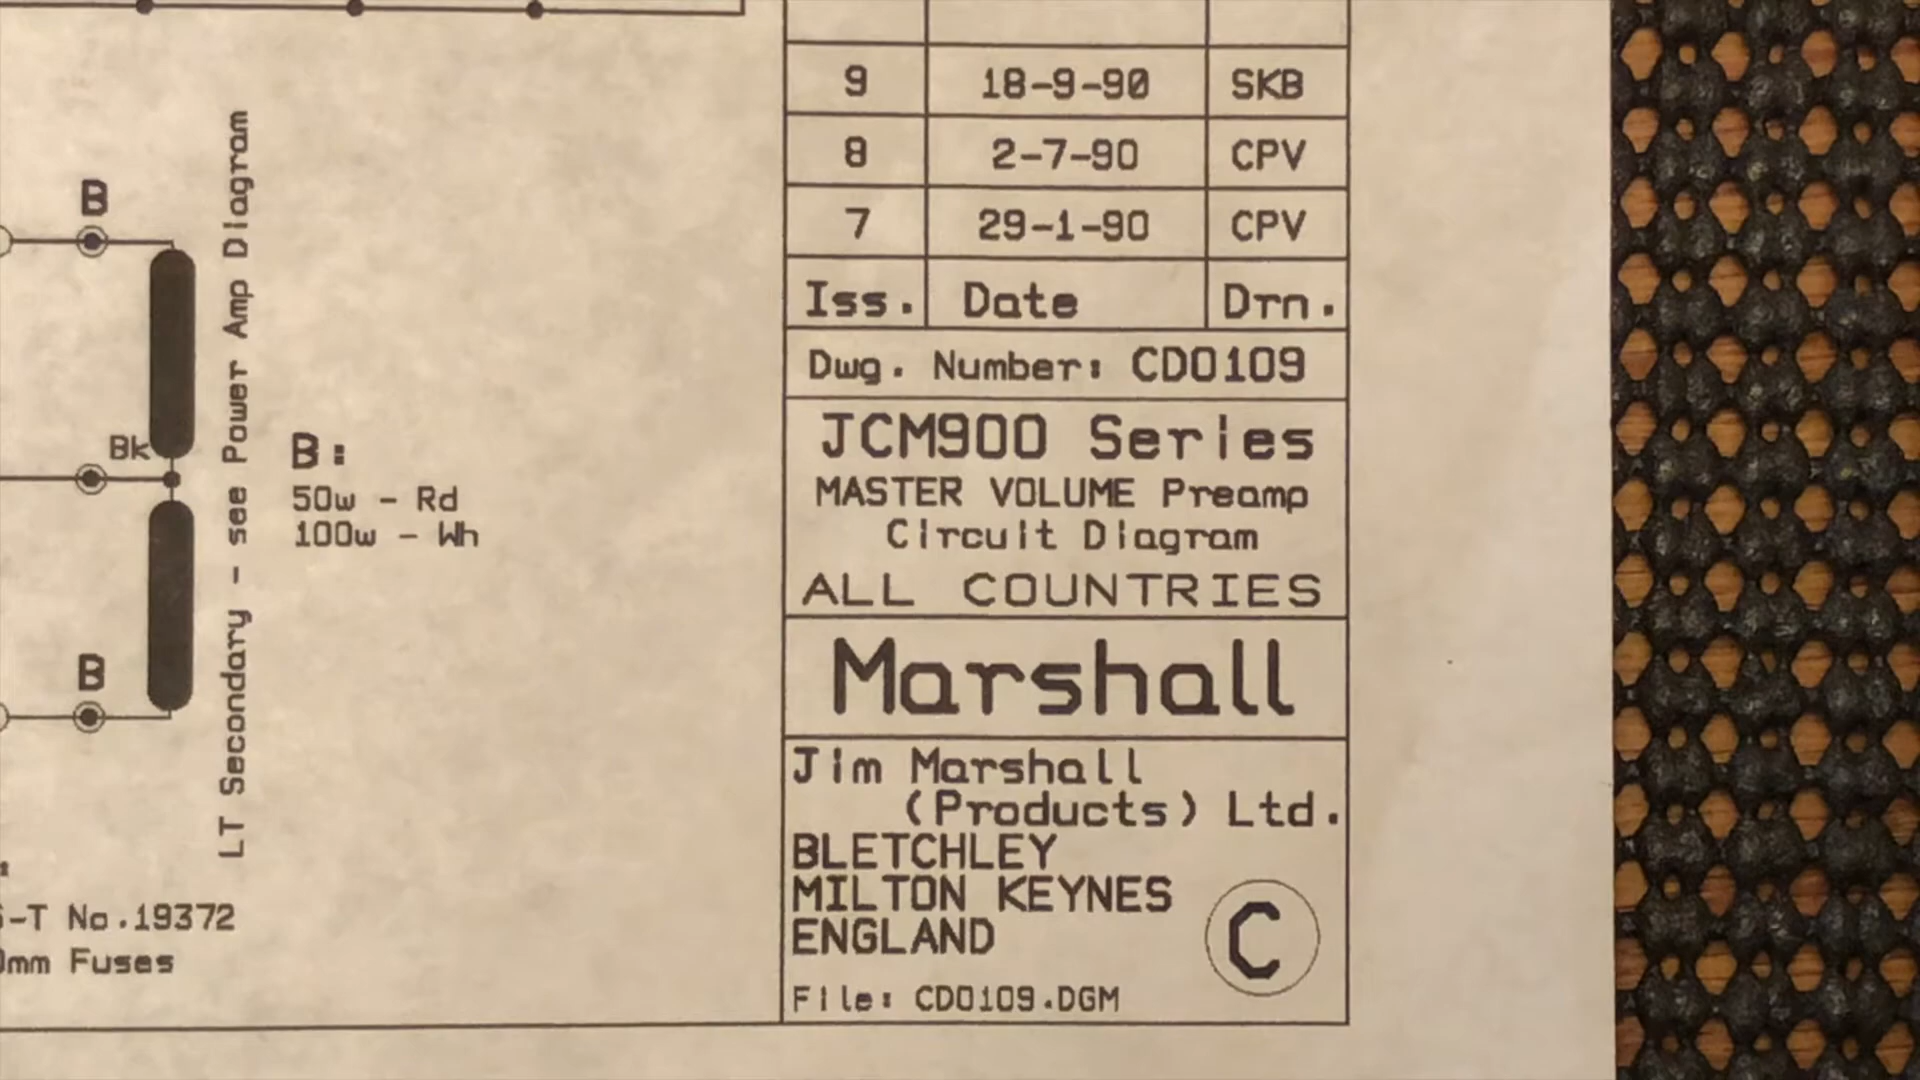 B
Bk
B
LT Secondary - see Power Amp Diagram
B:
50w - Rd
100w - Wh
-T No.19372
mm Fuses
9 18-9-90 SKB
8 2-7-90 CPV
7 29-1-90 CPV
Iss. Date Drn.
Dwg. Number: CD0109
JCM900 Series
MASTER VOLUME Preamp
Circuit Diagram
ALL COUNTRIES
Marshall
Jim Marshall
(Products) Ltd.
BLETCHLEY
MILTON KEYNES
ENGLAND
C
File: CD0109.DGM